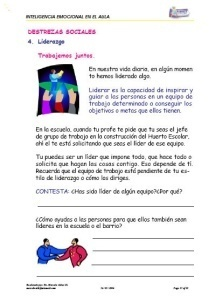 INTELIGENCIA EMOCIONAL EN EL AULA
DESTREZAS SOCIALES
4. Liderazgo
Trabajamos juntos
En nuestra vida diaria, en algún momen
to hemos liderado algo.
Liderar es la capacidad de inspirar y
guiar a las personas en un equipo de
trabajo determinado a conseguir los
objetivos o metas que ellos tienen.
En la escuela, cuando tu profe te pide que tu seas el jefe
de grupo de trabajo en la construcción del Huerto Escolar,
ahí el te está solicitando que seas el líder de ese equipo.
Tu puedes ser un líder que impone todo, que hace todo o
solicita que hagan las cosas contigo. Eso depende de ti.
Recuerda que el equipo de trabajo está pendiente de tu es-
tilo de liderazgo o cómo los diriges.
CONTESTA: ¿Has sido líder de algún equipo?¿Por qué?
¿Cómo ayudas a las personas para que ellos también sean
líderes en la escuela o el barrio?